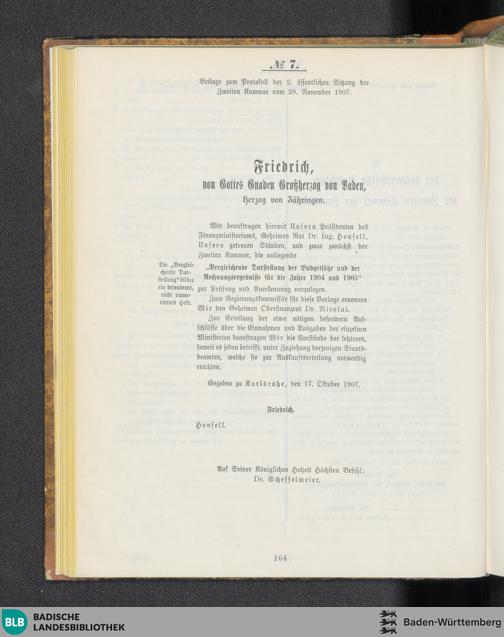 № 7.
Beilage zum Protokoll der 2. öffentlichen Sitzung der
Zweiten Kammer vom 28. November 1907.
Friedrich,
von Gottes Gnaden Großherzog von Baden,
Herzog von Zähringen.
Wir beauftragen hiermit Unsern Präsidenten des
Finanzministeriums, Geheimen Rat Dr. Ing. Honsell,
Unsern getreuen Ständen, und zwar zunächst der
Zweiten Kammer, die anliegende
„Vergleichende Darstellung der Budgetsätze und der
Rechnungsergebnisse für die Jahre 1904 und 1905“
zur Prüfung und Anerkennung vorzulegen.
Die „Verglei-
chende Dar-
stellung“ bildet
ein besonderes,
nicht nume-
riertes Heft.
Zum Regierungskommissär für diese Vorlage ernennen
Wir den Geheimen Oberfinanzrat Dr. Nicolai.
Zur Erteilung der etwa nötigen besondern Auf-
schlüsse über die Einnahmen und Ausgaben der einzelnen
Ministerien beauftragen Wir die Vorstände der letzteren,
soweit es jeden betrifft, unter Zuziehung derjenigen Staats-
beamten, welche sie zur Auskunftserteilung notwendig
erachten.
Gegeben zu Karlsruhe, den 17. Oktober 1907.
Friedrich.
Honsell.
Auf Seiner Königlichen Hoheit Höchsten Befehl:
Dr. Scheffelmeier.
164
BLB
BADISCHE
LANDESBIBLIOTHEK
Baden-Württemberg